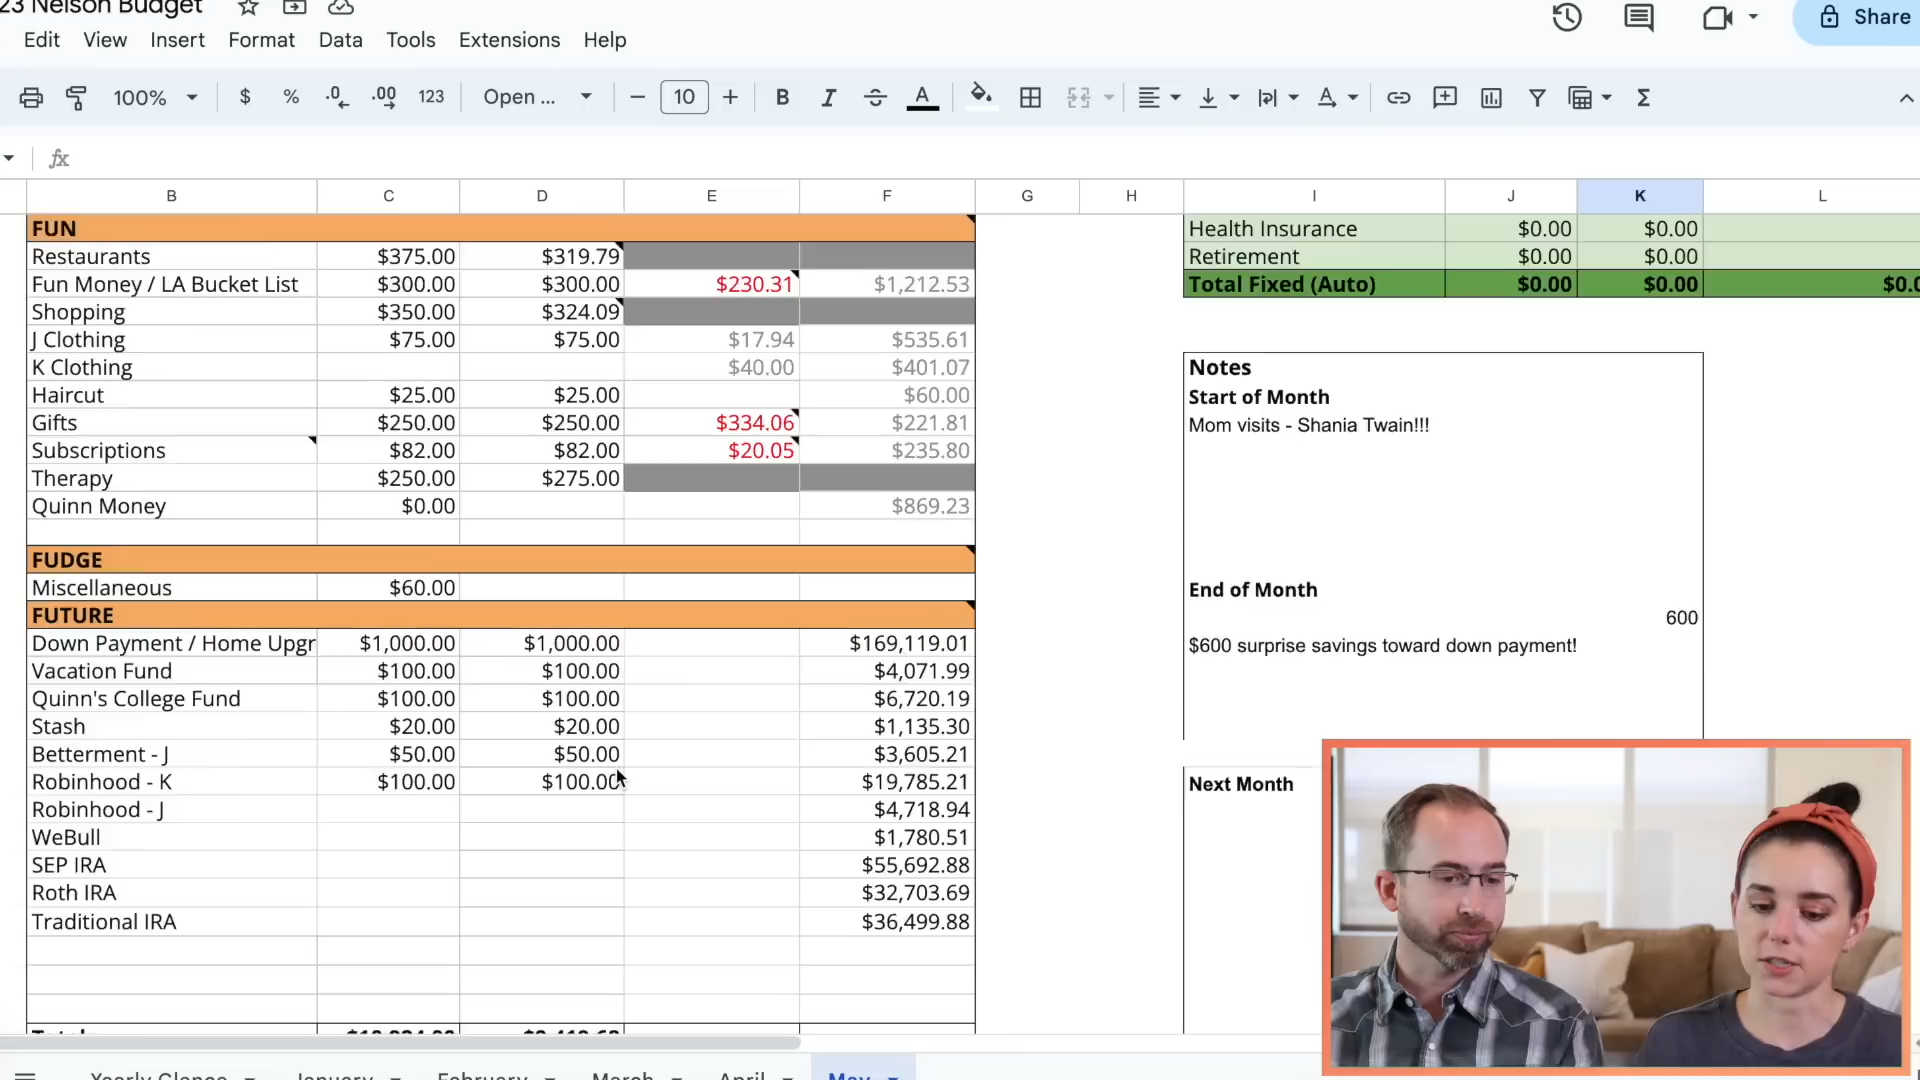 23 Nelson Budget
Share
Edit View Insert Format Data Tools Extensions Help
100% $ % .0 .00 123 Open ... 10 B I A
fx
B C D E F G H I J K L
FUN
Restaurants $375.00 $319.79
Fun Money / LA Bucket List $300.00 $300.00 $230.31 $1,212.53
Shopping $350.00 $324.09
J Clothing $75.00 $75.00 $17.94 $535.61
K Clothing $40.00 $401.07
Haircut $25.00 $25.00 $60.00
Gifts $250.00 $250.00 $334.06 $221.81
Subscriptions $82.00 $82.00 $20.05 $235.80
Therapy $250.00 $275.00
Quinn Money $0.00 $869.23
FUDGE
Miscellaneous $60.00
FUTURE
Down Payment / Home Upgr $1,000.00 $1,000.00 $169,119.01
Vacation Fund $100.00 $100.00 $4,071.99
Quinn's College Fund $100.00 $100.00 $6,720.19
Stash $20.00 $20.00 $1,135.30
Betterment - J $50.00 $50.00 $3,605.21
Robinhood - K $100.00 $100.00 $19,785.21
Robinhood - J $4,718.94
WeBull $1,780.51
SEP IRA $55,692.88
Roth IRA $32,703.69
Traditional IRA $36,499.88
Health Insurance $0.00 $0.00
Retirement $0.00 $0.00
Total Fixed (Auto) $0.00 $0.00 $0.0
Notes
Start of Month
Mom visits - Shania Twain!!!
End of Month
600
$600 surprise savings toward down payment!
Next Month
Yearly Glance January February March April May